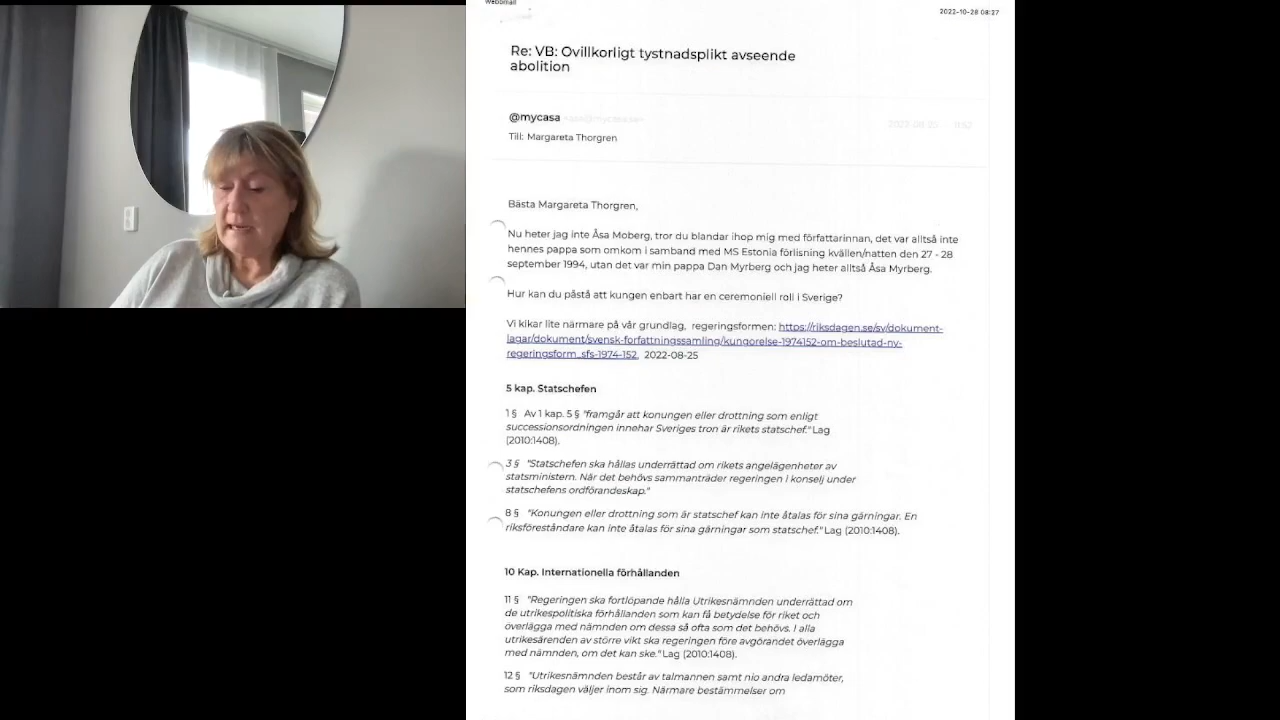 Webbmail
2022-10-28 08:27
Re: VB: Ovillkorligt tystnadsplikt avseende
abolition
@mycasa <asa@mycasa.se>
2022-08-25 11:52
Till: Margareta Thorgren
Bästa Margareta Thorgren,
Nu heter jag inte Åsa Moberg, tror du blandar ihop mig med författarinnan, det var alltså inte
hennes pappa som omkom i samband med MS Estonia förlisning kvällen/natten den 27 - 28
september 1994, utan det var min pappa Dan Myrberg och jag heter alltså Åsa Myrberg.
Hur kan du påstå att kungen enbart har en ceremoniell roll i Sverige?
Vi kikar lite närmare på vår grundlag, regeringsformen: https://riksdagen.se/sv/dokument-
lagar/dokument/svensk-forfattningssamling/kungorelse-1974152-om-beslutad-ny-
regeringsform_sfs-1974-152, 2022-08-25
5 kap. Statschefen
1 § Av 1 kap. 5 § "framgår att konungen eller drottning som enligt
successionsordningen innehar Sveriges tron är rikets statschef." Lag
(2010:1408).
3 § "Statschefen ska hållas underrättad om rikets angelägenheter av
statsministern. När det behövs sammanträder regeringen i konselj under
statschefens ordförandeskap."
8 § "Konungen eller drottning som är statschef kan inte åtalas för sina gärningar. En
riksföreståndare kan inte åtalas för sina gärningar som statschef." Lag (2010:1408).
10 Kap. Internationella förhållanden
11 § "Regeringen ska fortlöpande hålla Utrikesnämnden underrättad om
de utrikespolitiska förhållanden som kan få betydelse för riket och
överlägga med nämnden om dessa så ofta som det behövs. I alla
utrikesärenden av större vikt ska regeringen före avgörandet överlägga
med nämnden, om det kan ske." Lag (2010:1408).
12 § "Utrikesnämnden består av talmannen samt nio andra ledamöter,
som riksdagen väljer inom sig. Närmare bestämmelser om